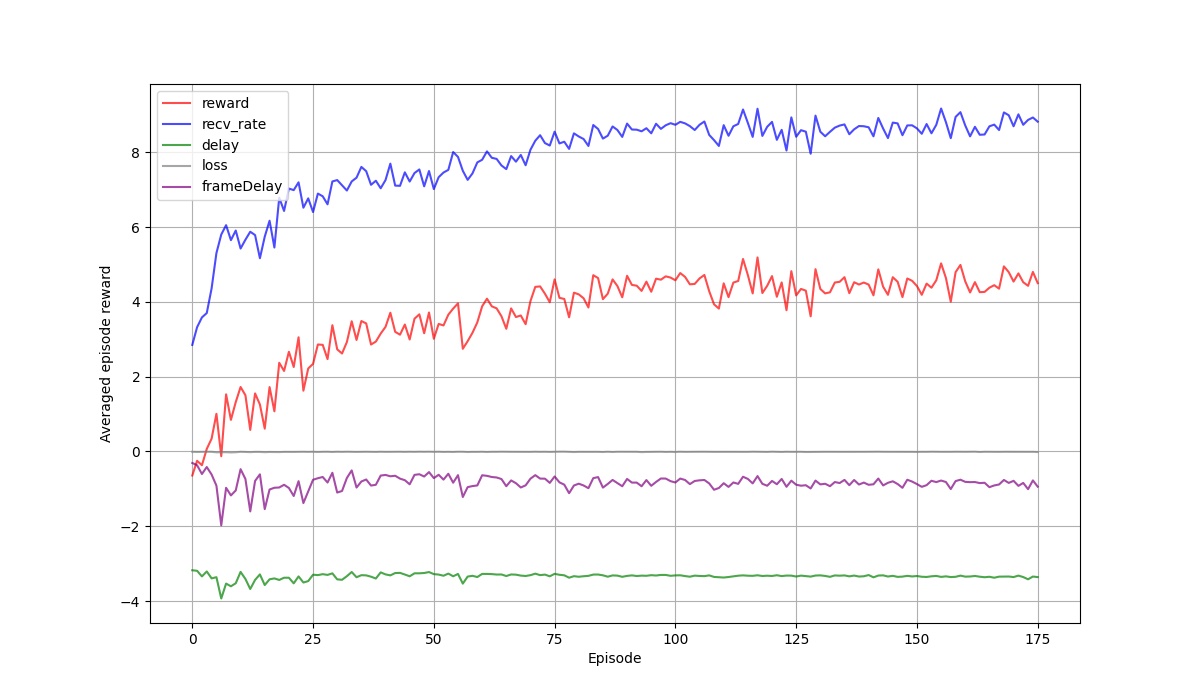 reward
recv_rate
delay
loss
frameDelay
8
6
4
2
0
−2
−4
Averaged episode reward
0 25 50 75 100 125 150 175
Episode